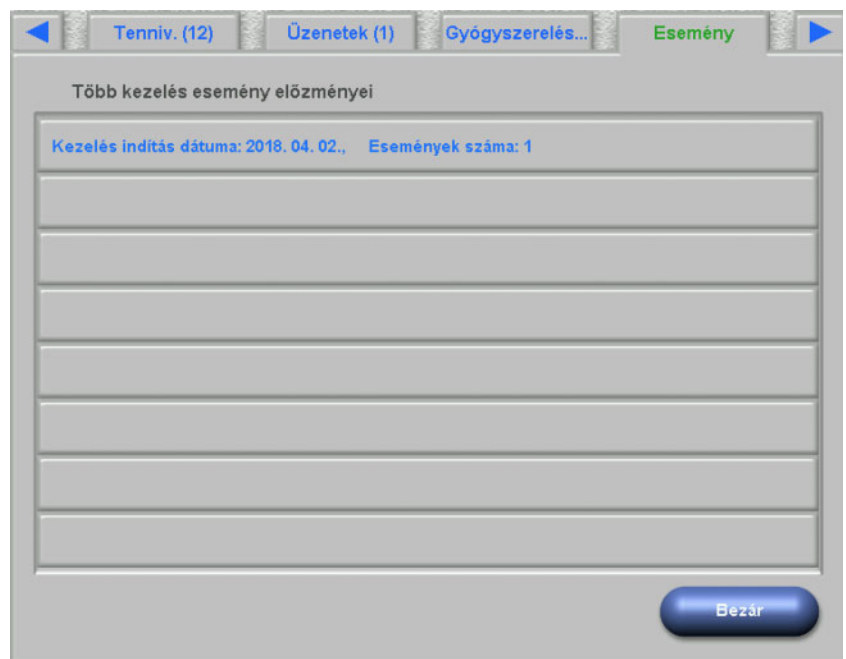 Tenniv. (12) Üzenetek (1) Gyógyszerelés... Esemény
Több kezelés esemény előzményei
Kezelés indítás dátuma: 2018. 04. 02., Események száma: 1
Bezár